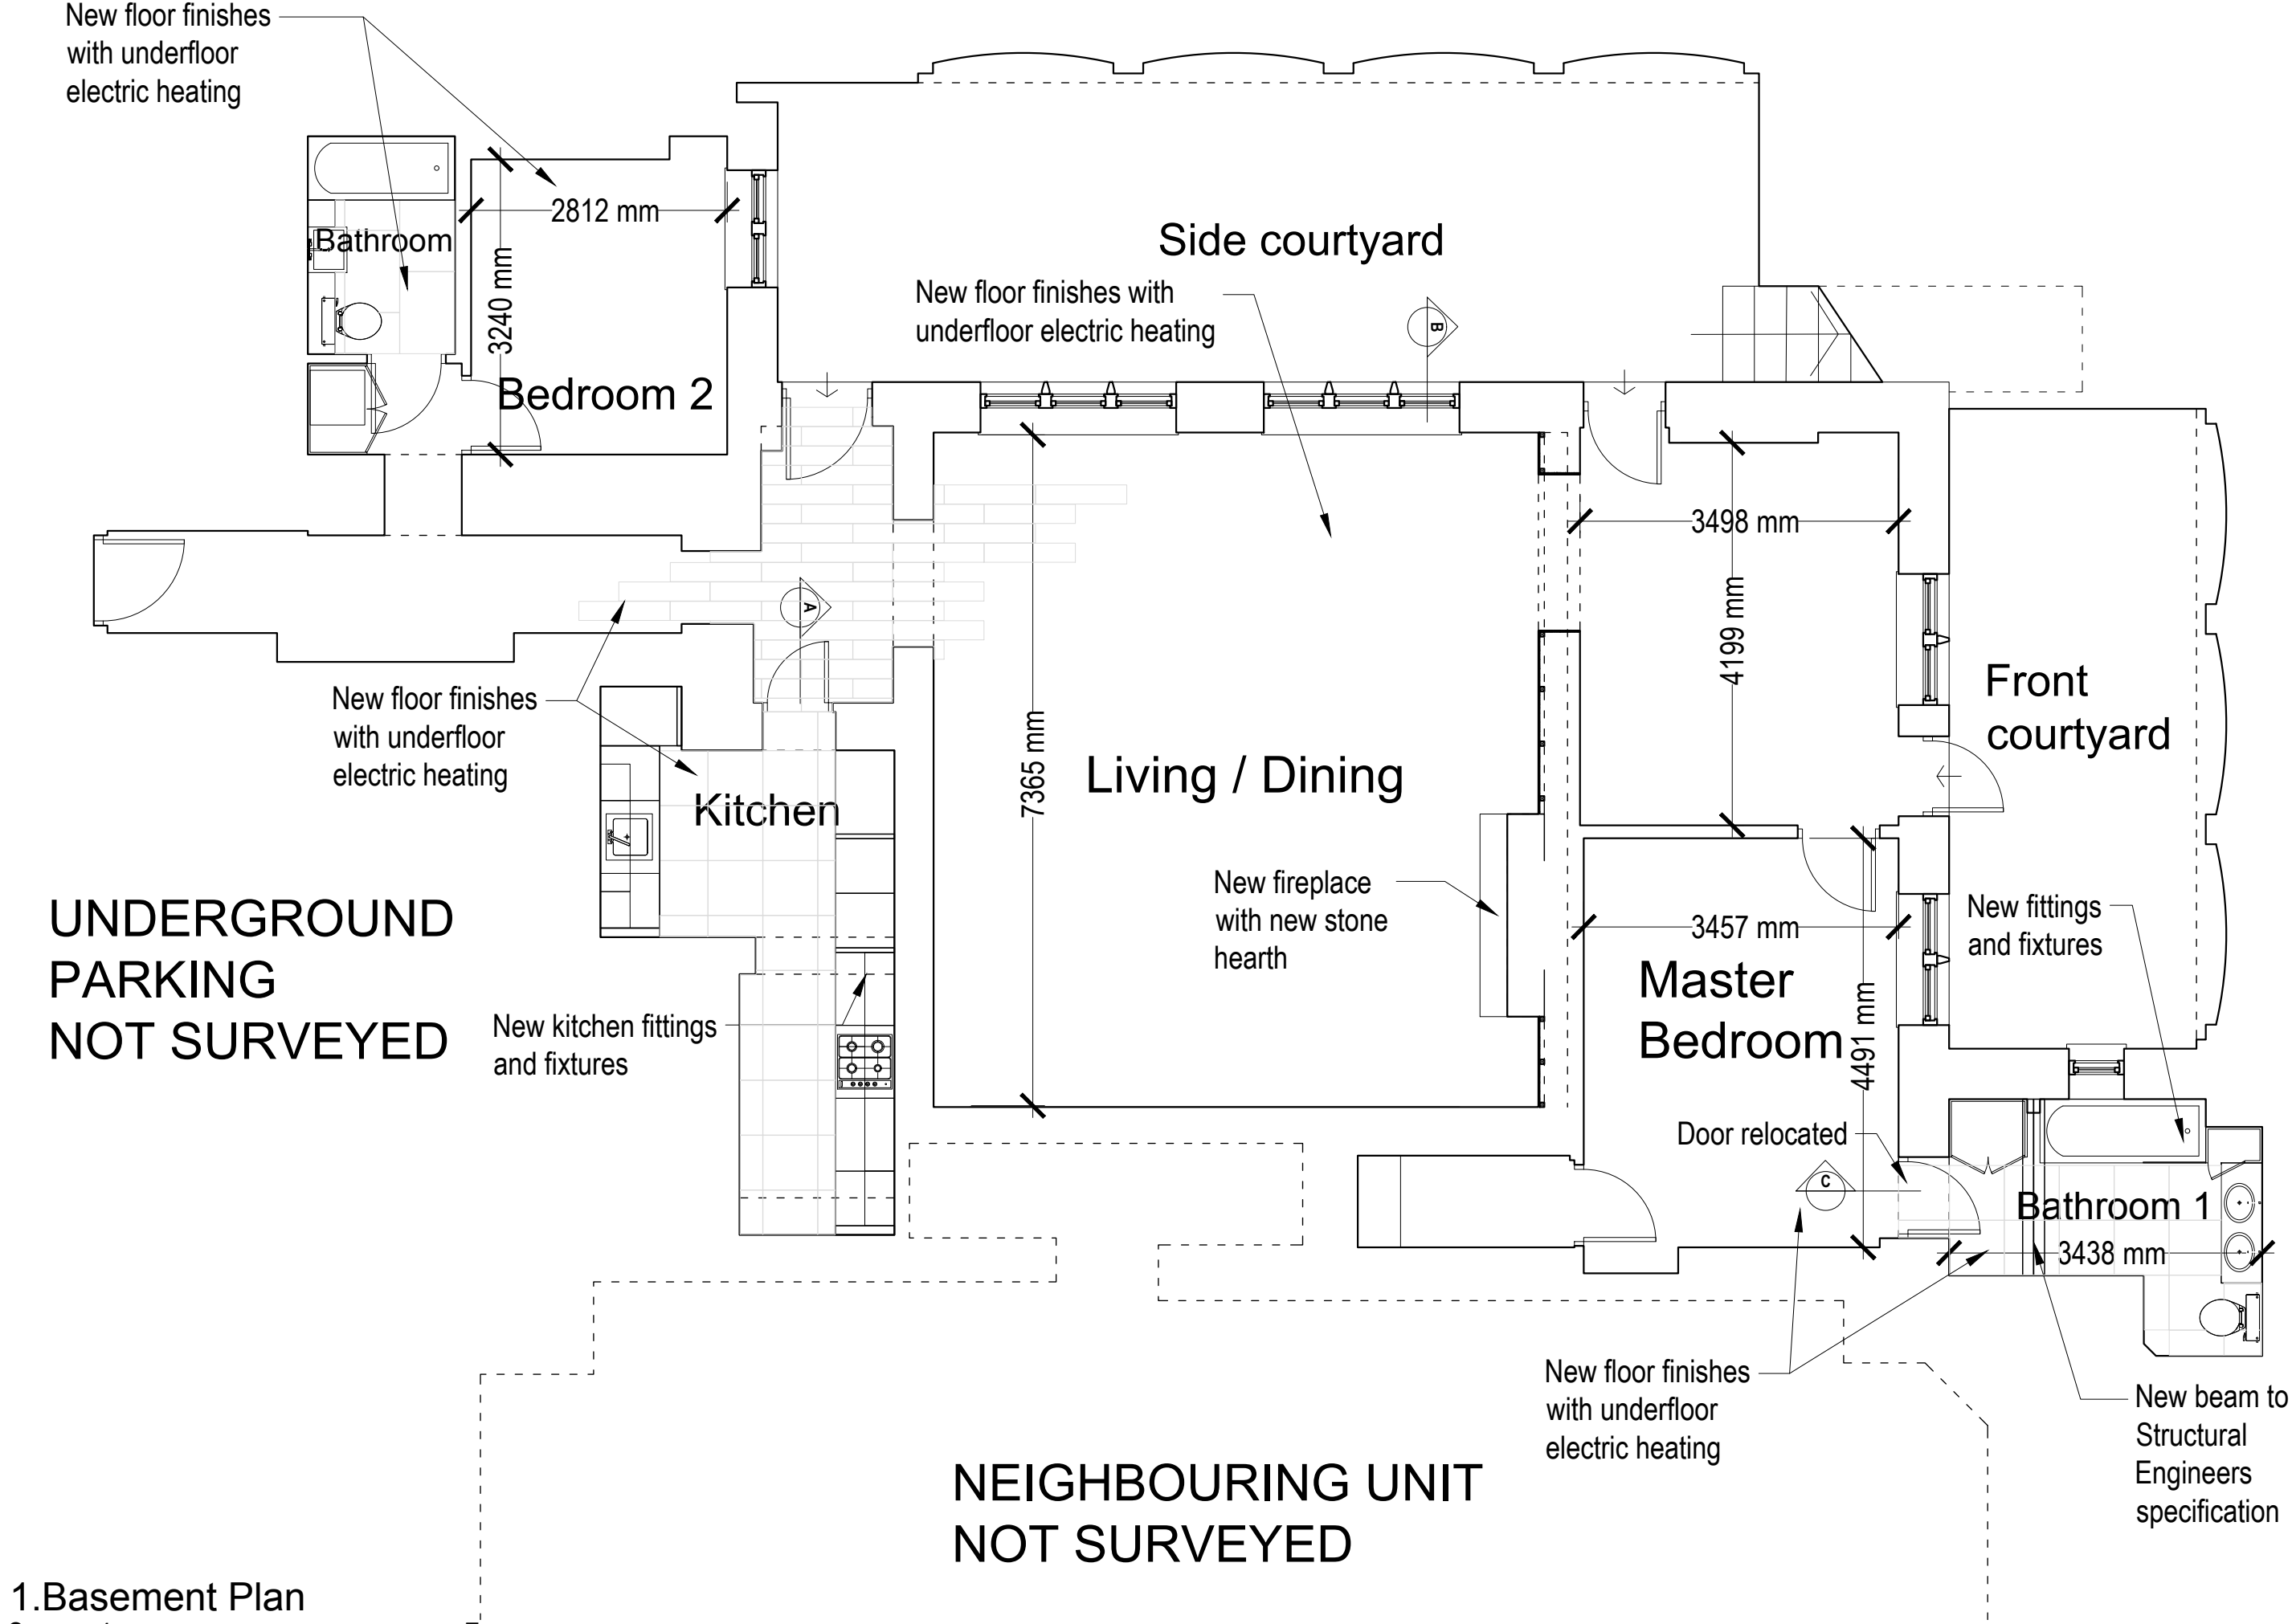 New floor finishes
with underfloor
electric heating
2812 mm
Bathroom
3240 mm
Bedroom 2
Side courtyard
New floor finishes with
underfloor electric heating
B
3498 mm
4199 mm
A
Front
courtyard
New floor finishes
with underfloor
electric heating
7365 mm
Living / Dining
Kitchen
New fireplace
with new stone
hearth
3457 mm
New fittings
and fixtures
UNDERGROUND
PARKING
NOT SURVEYED
Master
Bedroom
4491 mm
New kitchen fittings
and fixtures
Door relocated
C
Bathroom 1
3438 mm
New floor finishes
with underfloor
electric heating
New beam to
Structural
Engineers
specification
NEIGHBOURING UNIT
NOT SURVEYED
1.Basement Plan